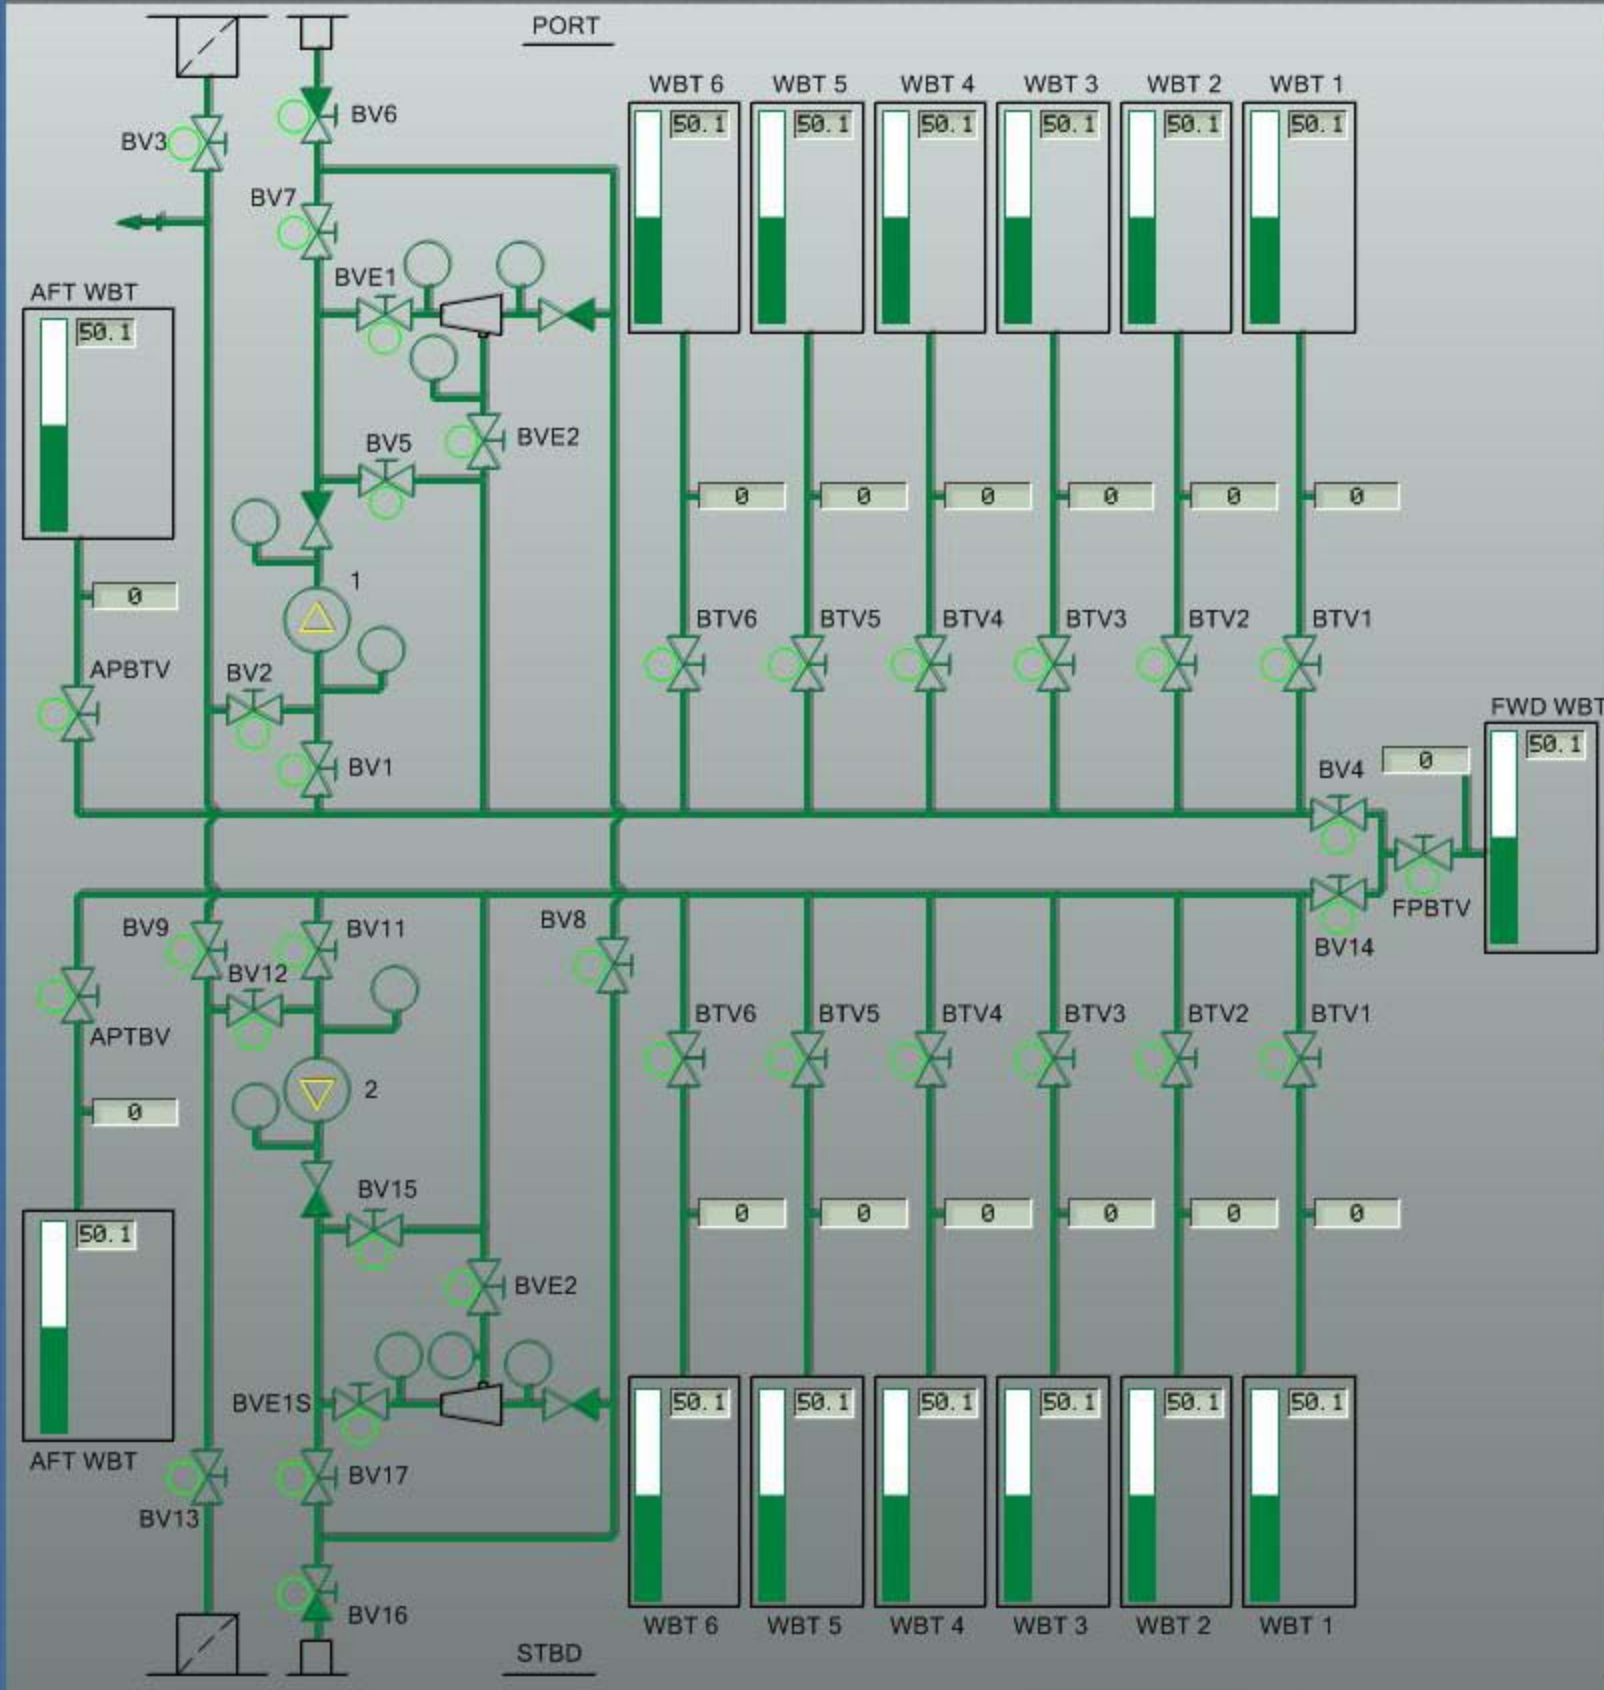 PORT
WBT 6 WBT 5 WBT 4 WBT 3 WBT 2 WBT 1
50.1 50.1 50.1 50.1 50.1 50.1
BV6
BV3
BV7
BVE1
AFT WBT
50.1
BV5
BVE2
0 0 0 0 0 0
1
0
BTV6 BTV5 BTV4 BTV3 BTV2 BTV1
APBTV
BV2
FWD WBT
50.1
BV1
BV4
0
FPBTV
BV9
BV11
BV8
BV14
BV12
BTV6 BTV5 BTV4 BTV3 BTV2 BTV1
APTBV
2
0
BV15
0 0 0 0 0 0
50.1
BVE2
BVE1S
50.1 50.1 50.1 50.1 50.1 50.1
AFT WBT
BV17
BV13
BV16
WBT 6 WBT 5 WBT 4 WBT 3 WBT 2 WBT 1
STBD